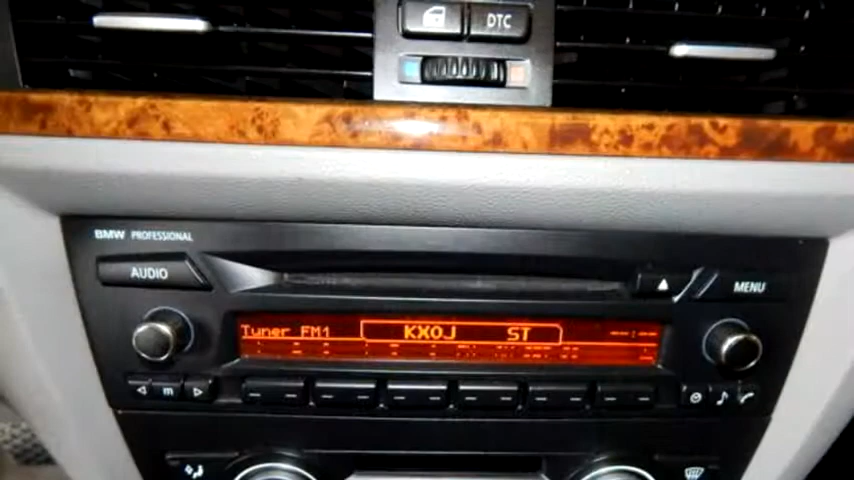 DTC
BMW PROFESSIONAL
AUDIO
MENU
Tuner FM1 KXOJ ST --:--
m